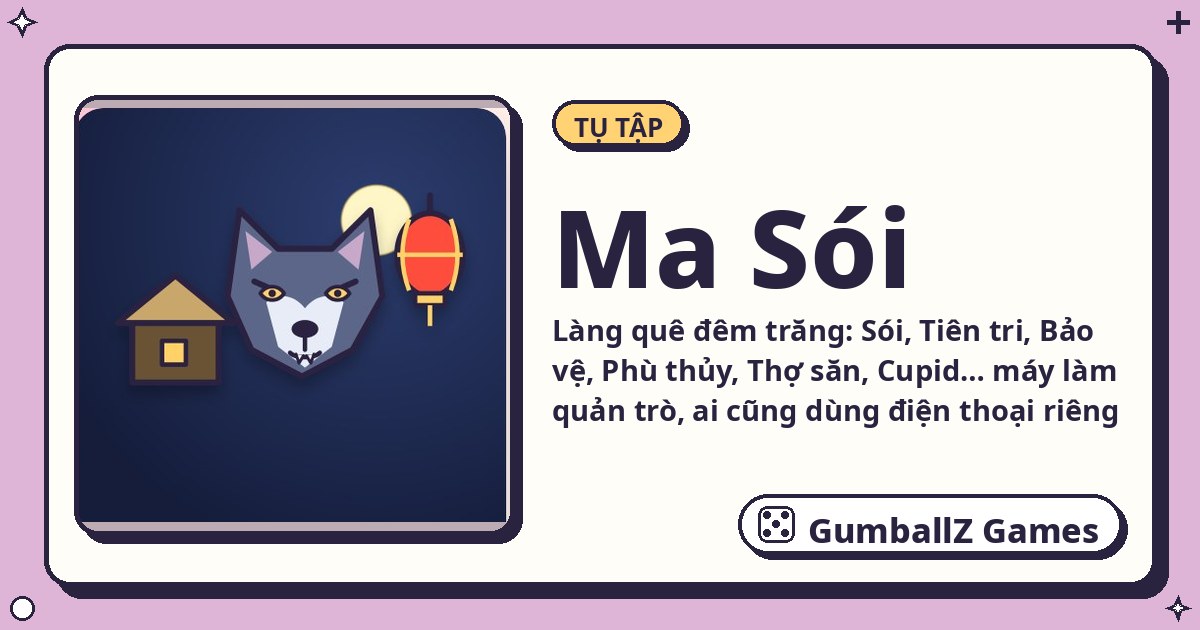 TỤ TẬP
Ma Sói
Làng quê đêm trăng: Sói, Tiên tri, Bảo
vệ, Phù thủy, Thợ săn, Cupid... máy làm
quản trò, ai cũng dùng điện thoại riêng
GumballZ Games